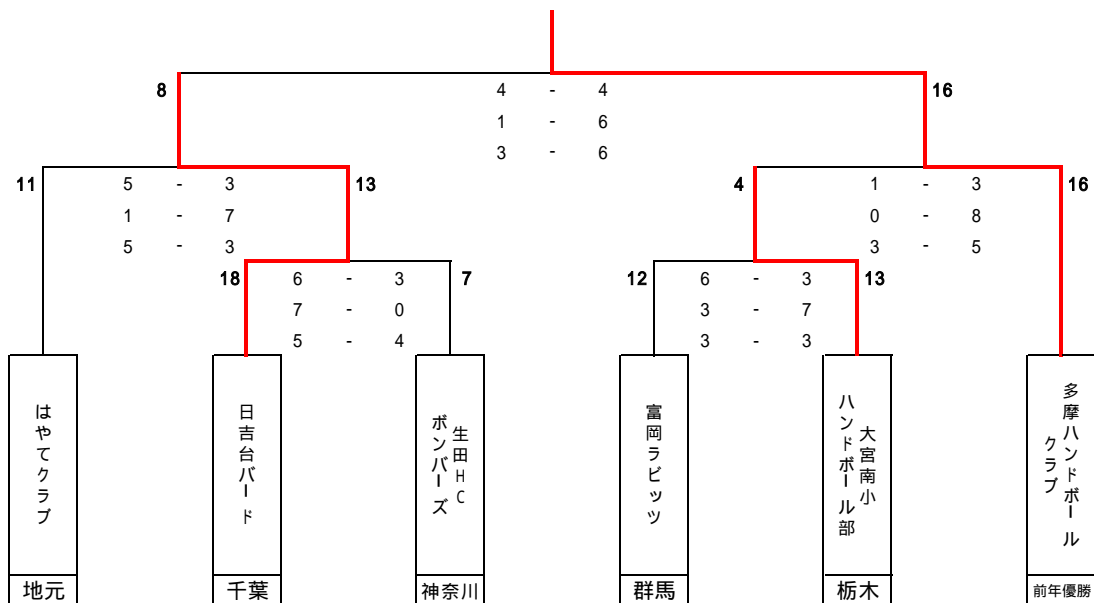 8
4 - 4
16
1 - 6
3 - 6
11
5 - 3
13
4
1 - 3
16
1 - 7
0 - 8
5 - 3
3 - 5
18
6 - 3
7
12
6 - 3
13
7 - 0
3 - 7
5 - 4
3 - 3
はやてクラブ
日吉台バード
生田HC
ボンバーズ
富岡ラビッツ
大宮南小
ハンドボール部
多摩ハンドボール
クラブ
地元
千葉
神奈川
群馬
栃木
前年優勝